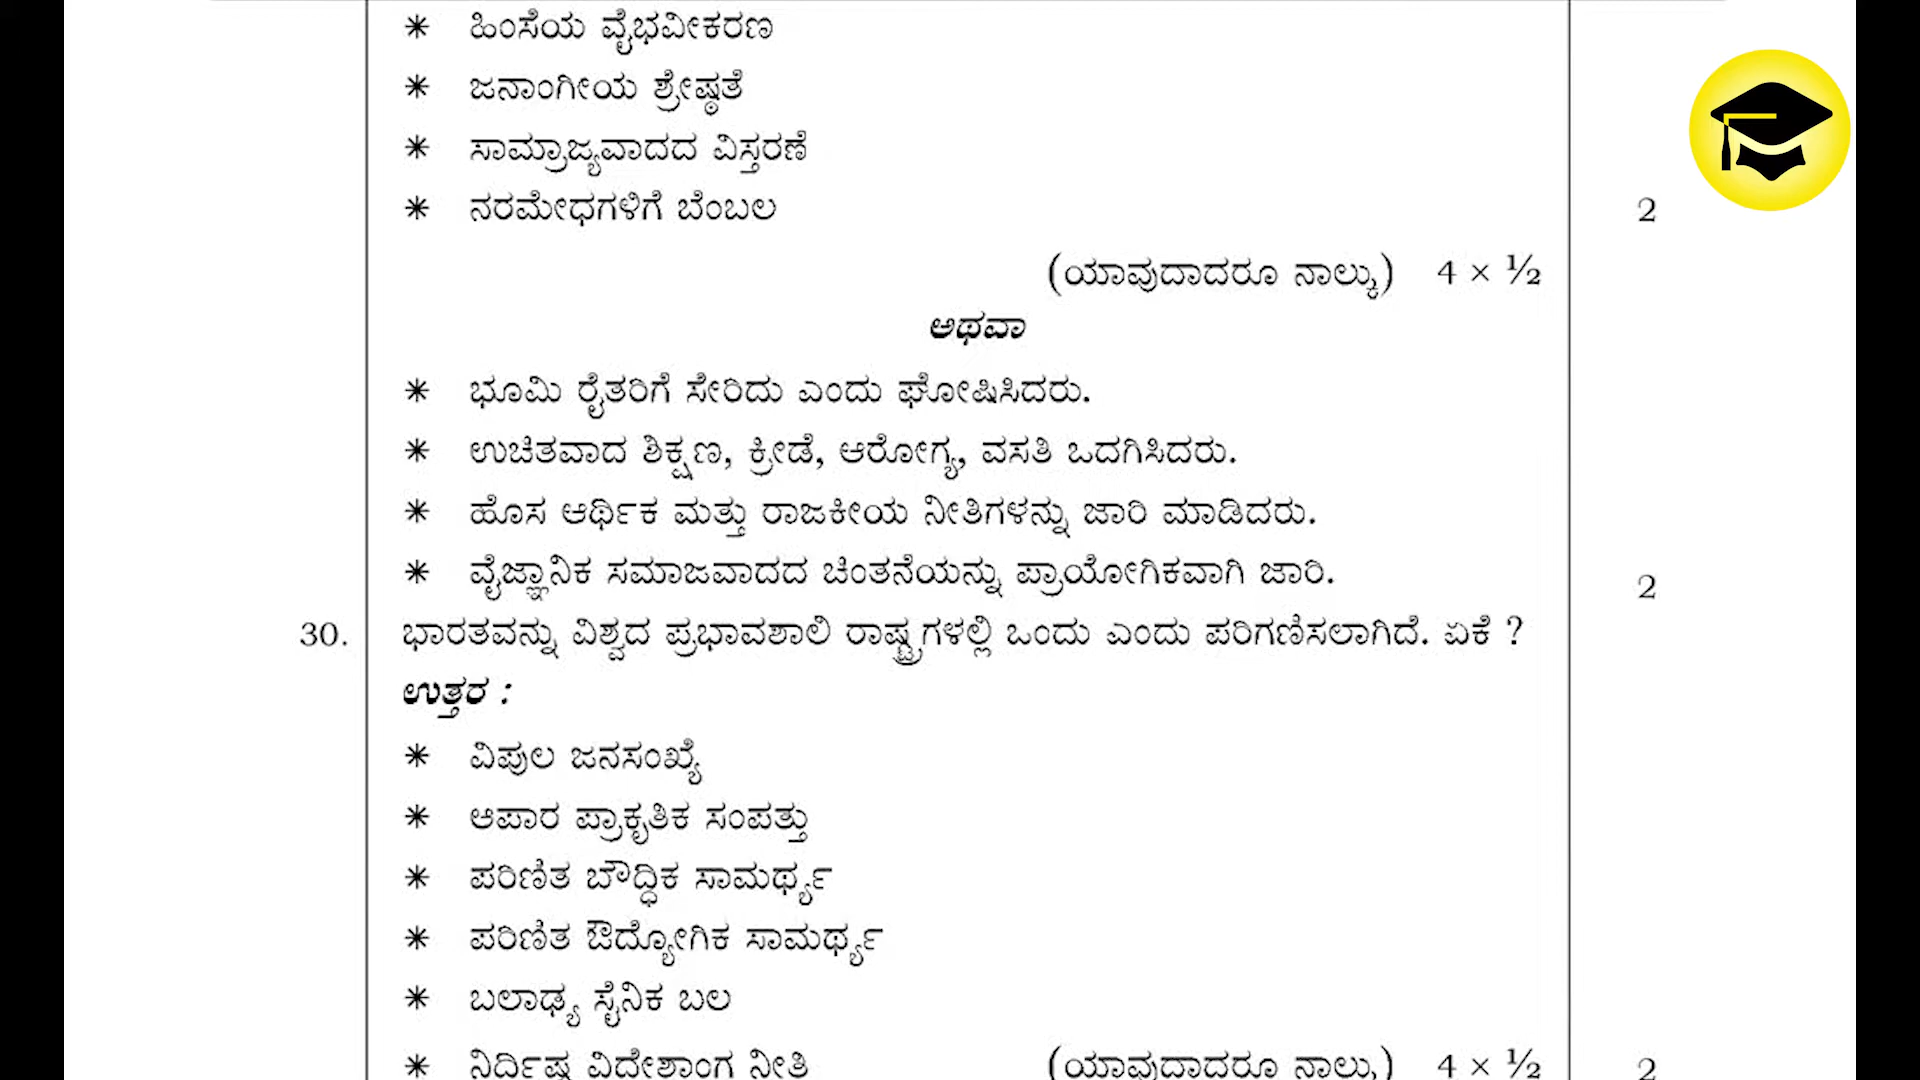 ✴ ಹಿಂಸೆಯ ವೈಭವೀಕರಣ
✴ ಜನಾಂಗೀಯ ಶ್ರೇಷ್ಠತೆ
✴ ಸಾಮ್ರಾಜ್ಯವಾದದ ವಿಸ್ತರಣೆ
✴ ನರಮೇಧಗಳಿಗೆ ಬೆಂಬಲ 2
(ಯಾವುದಾದರೂ ನಾಲ್ಕು) 4 × ½
ಅಥವಾ
✴ ಭೂಮಿ ರೈತರಿಗೆ ಸೇರಿದು ಎಂದು ಘೋಷಿಸಿದರು.
✴ ಉಚಿತವಾದ ಶಿಕ್ಷಣ, ಕ್ರೀಡೆ, ಆರೋಗ್ಯ, ವಸತಿ ಒದಗಿಸಿದರು.
✴ ಹೊಸ ಆರ್ಥಿಕ ಮತ್ತು ರಾಜಕೀಯ ನೀತಿಗಳನ್ನು ಜಾರಿ ಮಾಡಿದರು.
✴ ವೈಜ್ಞಾನಿಕ ಸಮಾಜವಾದದ ಚಿಂತನೆಯನ್ನು ಪ್ರಾಯೋಗಿಕವಾಗಿ ಜಾರಿ. 2
30. ಭಾರತವನ್ನು ವಿಶ್ವದ ಪ್ರಭಾವಶಾಲಿ ರಾಷ್ಟ್ರಗಳಲ್ಲಿ ಒಂದು ಎಂದು ಪರಿಗಣಿಸಲಾಗಿದೆ. ಏಕೆ ?
ಉತ್ತರ :
✴ ವಿಪುಲ ಜನಸಂಖ್ಯೆ
✴ ಆಪಾರ ಪ್ರಾಕೃತಿಕ ಸಂಪತ್ತು
✴ ಪರಿಣಿತ ಬೌದ್ಧಿಕ ಸಾಮರ್ಥ್ಯ
✴ ಪರಿಣಿತ ಔದ್ಯೋಗಿಕ ಸಾಮರ್ಥ್ಯ
✴ ಬಲಾಢ್ಯ ಸೈನಿಕ ಬಲ
✴ ನಿರ್ದಿಷ್ಟ ವಿದೇಶಾಂಗ ನೀತಿ (ಯಾವುದಾದರೂ ನಾಲ್ಕು) 4 × ½ 2